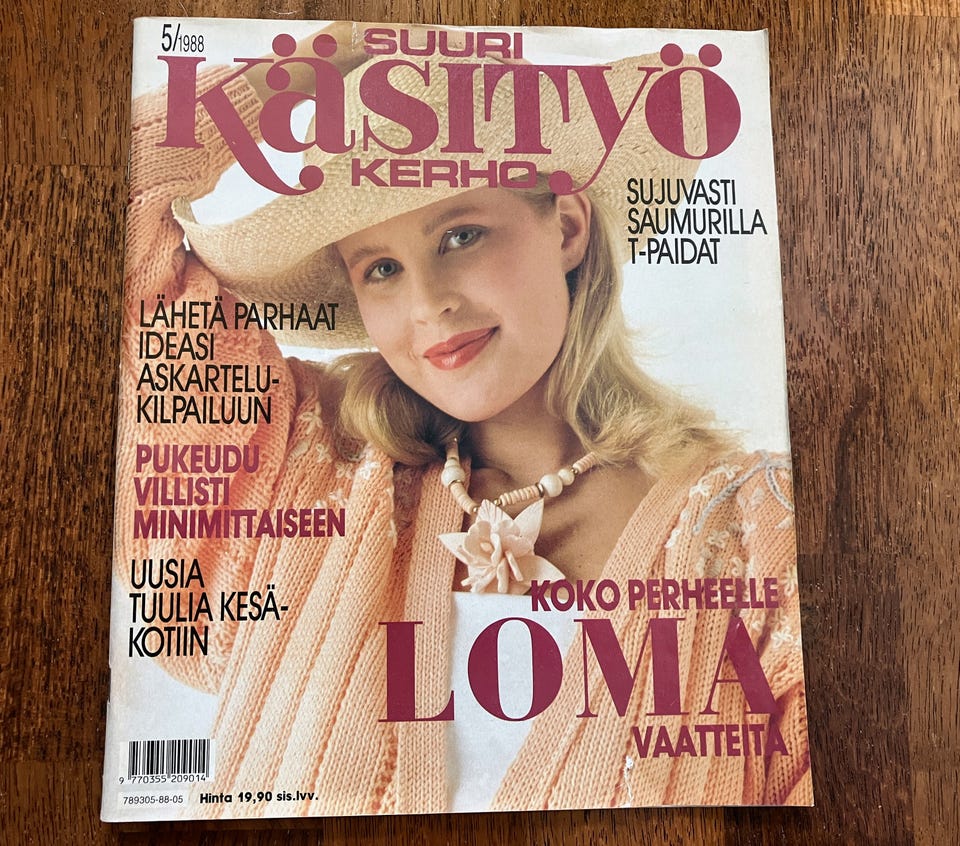 5/1988
SUURI
KÄSITYÖ
KERHO
SUJUVASTI
SAUMURILLA
T-PAIDAT
LÄHETÄ PARHAAT
IDEASI
ASKARTELU-
KILPAILUUN
PUKEUDU
VILLISTI
MINIMITTAISEEN
UUSIA
TUULIA KESÄ-
KOTIIN
KOKO PERHEELLE
LOMA
VAATTEITA
9 770355 209014
789305-88-05
Hinta 19,90 sis.lvv.